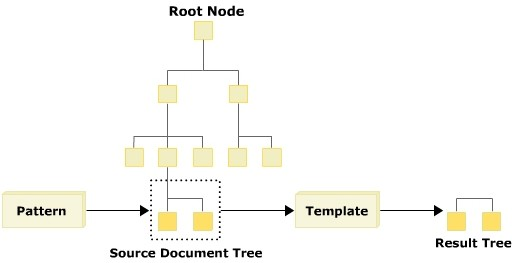 Root Node
Pattern
Template
Source Document Tree
Result Tree